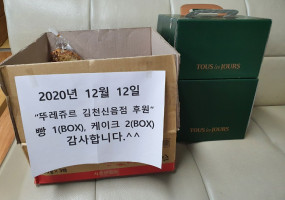 2020년 12월 12일
"뚜레쥬르 김천신음점 후원"
빵 1(BOX), 케이크 2(BOX)
감사합니다.^^
TOUS les JOURS
TOUS les JOURS